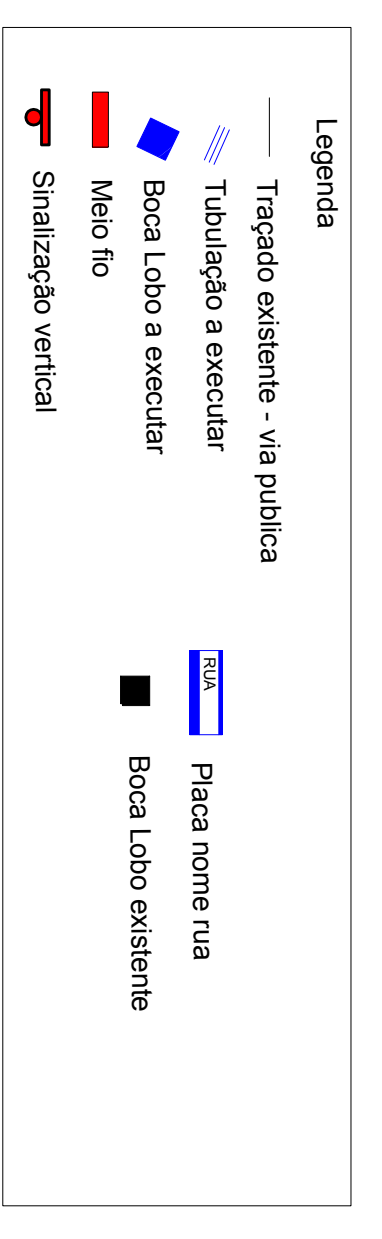 Legenda
Traçado existente - via publica
Tubulação a executar
Boca Lobo a executar
Meio fio
Sinalização vertical
RUA
Placa nome rua
Boca Lobo existente